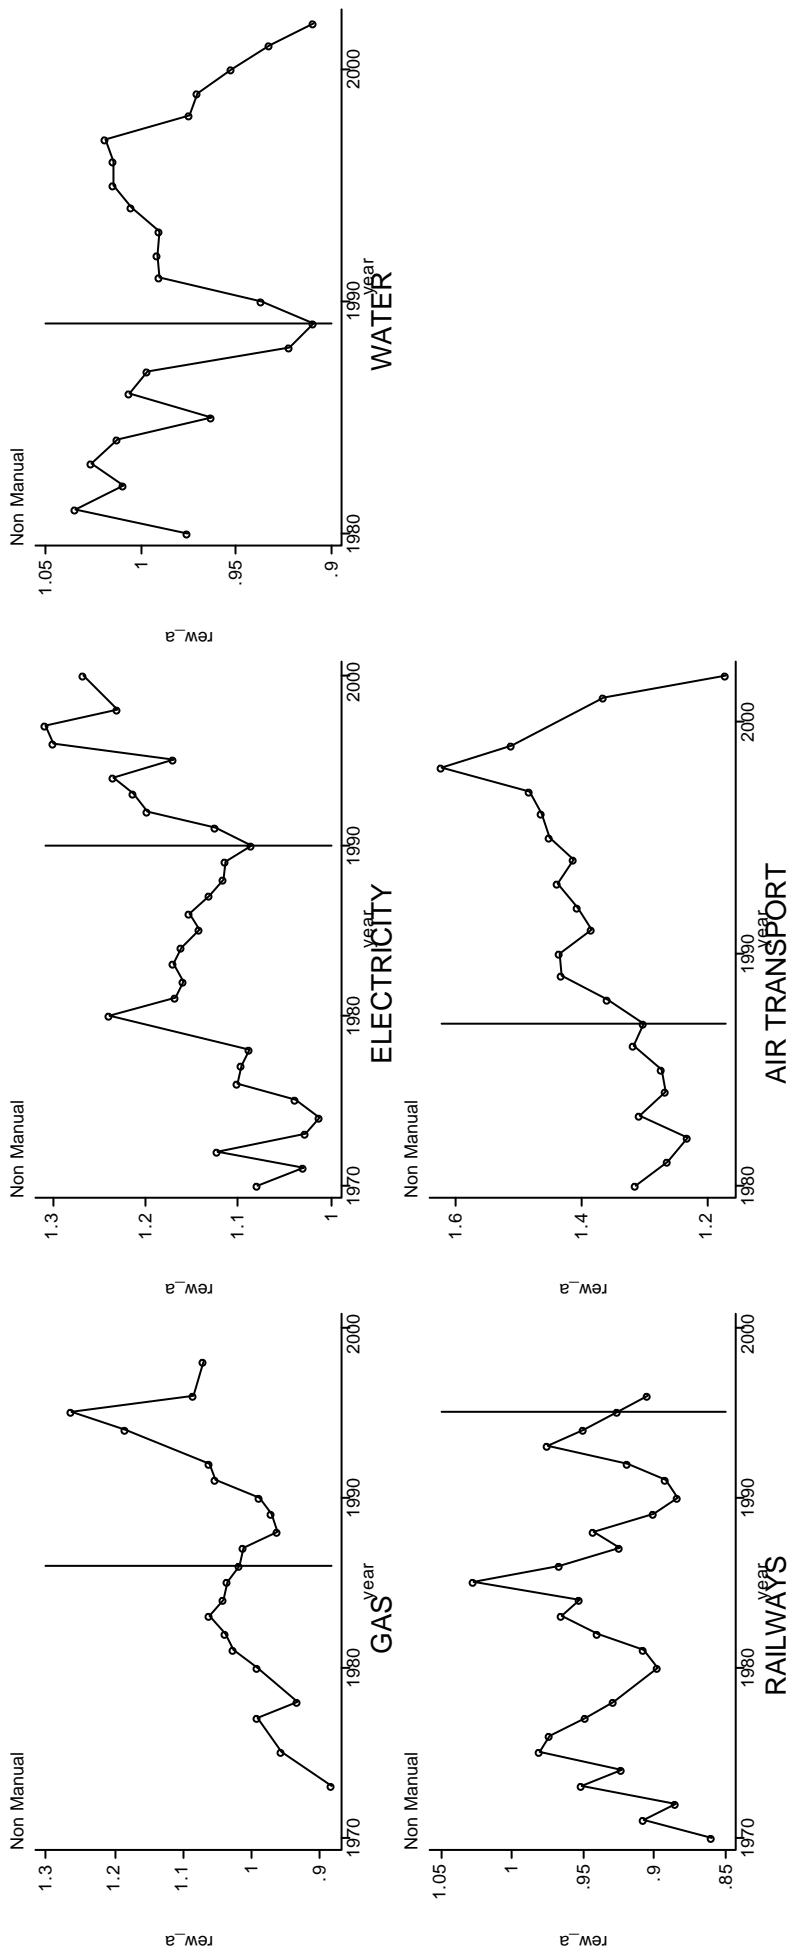 Non Manual
rew_a
1.3
1.2
1.1
1
.9
1970
1980
1990
2000
year
GAS
Non Manual
rew_a
1.3
1.2
1.1
1
1970
1980
1990
2000
year
ELECTRICITY
Non Manual
rew_a
1.05
1
.95
.9
1980
1990
2000
year
WATER
Non Manual
rew_a
1.05
1
.95
.9
.85
1970
1980
1990
2000
year
RAILWAYS
Non Manual
rew_a
1.6
1.4
1.2
1980
1990
2000
year
AIR TRANSPORT